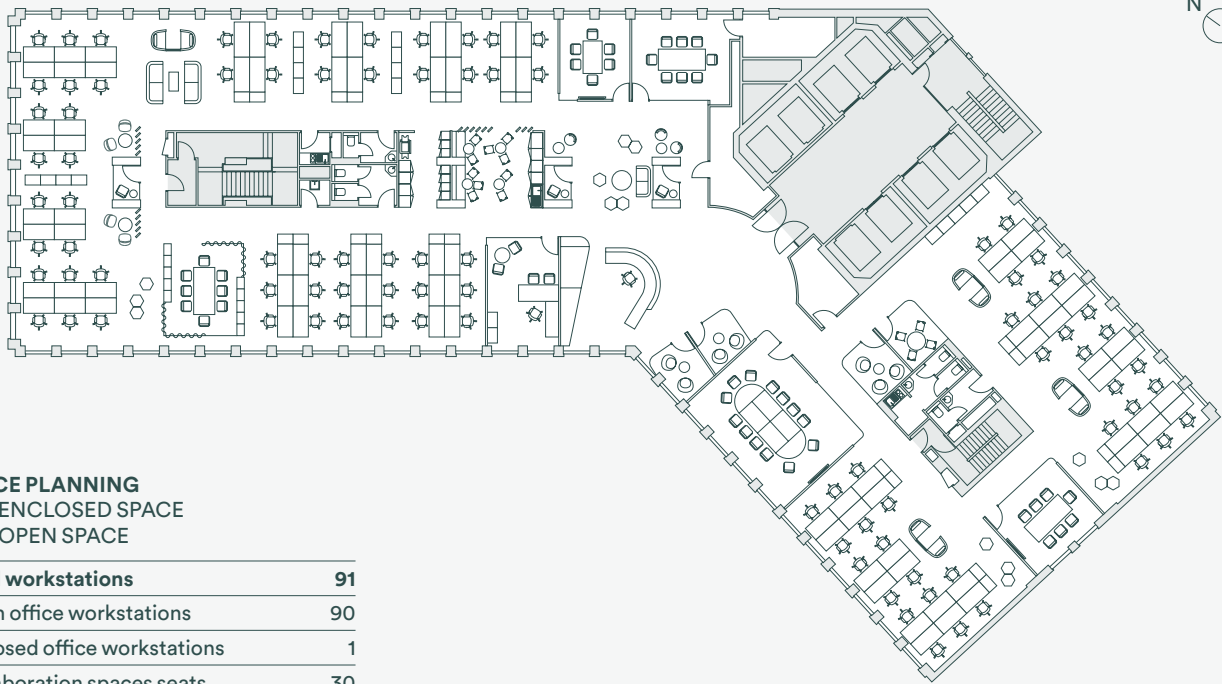 N
CE PLANNING
ENCLOSED SPACE
OPEN SPACE
workstations 91
office workstations 90
osed office workstations 1
aboration spaces seats 30